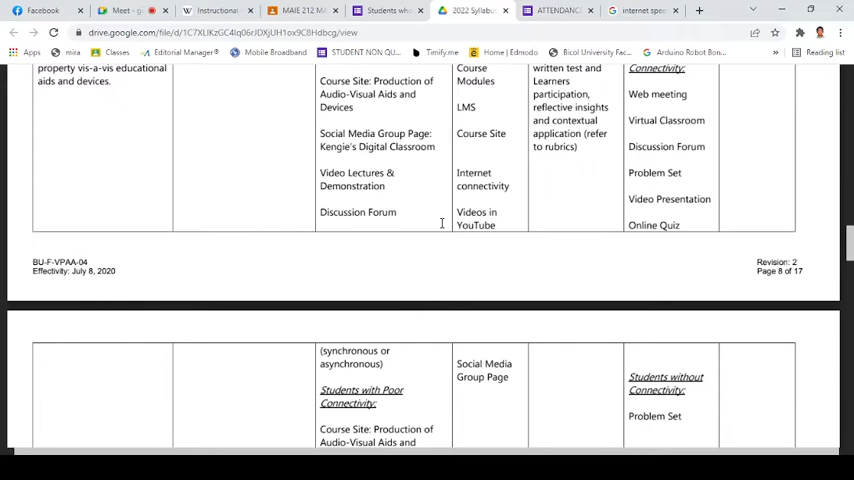 Facebook
Meet - g
Instructional
MAIE 212 M
Students who
2022 Syllabus
ATTENDANCE
internet spee
drive.google.com/file/d/1C7XLlKzGC4lq06rJDXjUH1ox9C8Hdbcg/view
Apps
mira
Classes
Editorial Manager®
Mobile Broadband
STUDENT NON QU...
Timify.me
Home | Edmodo
Bicol University Fac...
Arduino Robot Bon...
Reading list
property vis-a-vis educational
aids and devices.
Course Site: Production of
Audio-Visual Aids and
Devices
Social Media Group Page:
Kengie's Digital Classroom
Video Lectures &
Demonstration
Discussion Forum
Course
Modules
LMS
Course Site
Internet
connectivity
Videos in
YouTube
written test and
Learners
participation,
reflective insights
and contextual
application (refer
to rubrics)
Connectivity:
Web meeting
Virtual Classroom
Discussion Forum
Problem Set
Video Presentation
Online Quiz
BU-F-VPAA-04
Effectivity: July 8, 2020
Revision: 2
Page 8 of 17
(synchronous or
asynchronous)
Students with Poor
Connectivity:
Course Site: Production of
Audio-Visual Aids and
Social Media
Group Page
Students without
Connectivity:
Problem Set